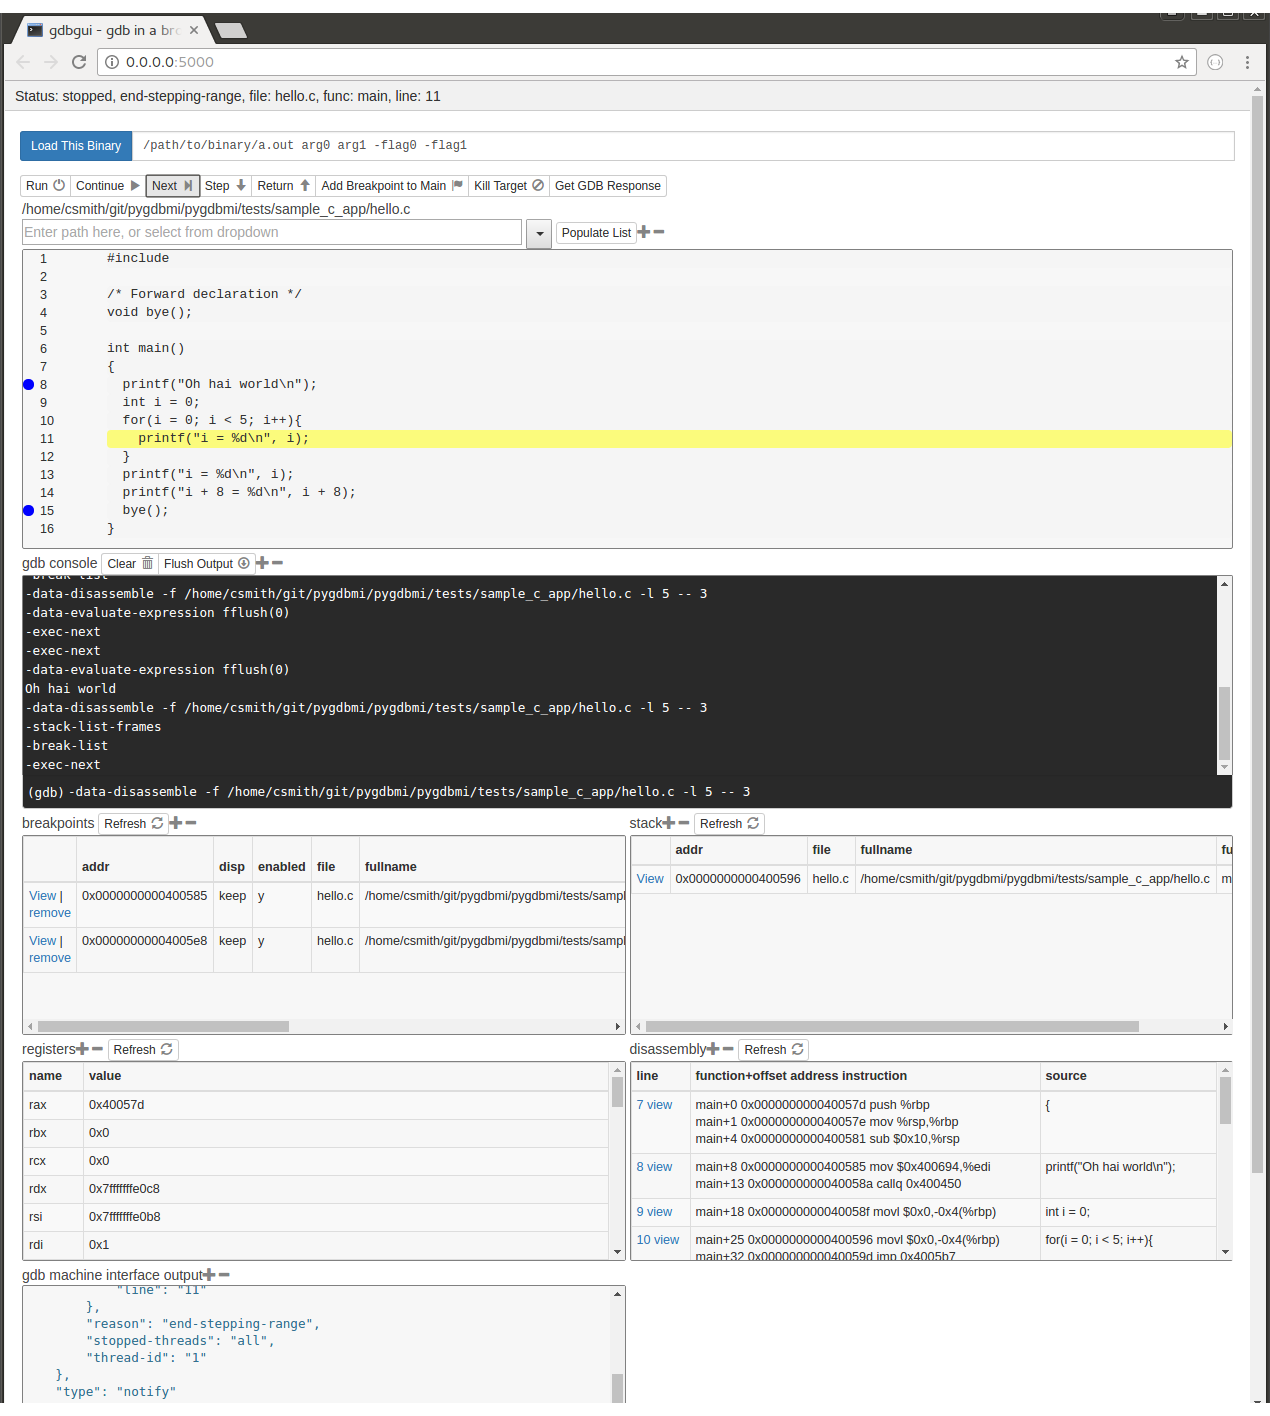 gdbgui - gdb in a bro
0.0.0.0:5000
Status: stopped, end-stepping-range, file: hello.c, func: main, line: 11
Load This Binary /path/to/binary/a.out arg0 arg1 -flag0 -flag1
Run Continue Next Step Return Add Breakpoint to Main Kill Target Get GDB Response
/home/csmith/git/pygdbmi/pygdbmi/tests/sample_c_app/hello.c
Enter path here, or select from dropdown Populate List
1 #include
2
3 /* Forward declaration */
4 void bye();
5
6 int main()
7 {
8 printf("Oh hai world\n");
9 int i = 0;
10 for(i = 0; i < 5; i++){
11 printf("i = %d\n", i);
12 }
13 printf("i = %d\n", i);
14 printf("i + 8 = %d\n", i + 8);
15 bye();
16 }
gdb console Clear Flush Output
-break-list
-data-disassemble -f /home/csmith/git/pygdbmi/pygdbmi/tests/sample_c_app/hello.c -l 5 -- 3
-data-evaluate-expression fflush(0)
-exec-next
-exec-next
-data-evaluate-expression fflush(0)
Oh hai world
-data-disassemble -f /home/csmith/git/pygdbmi/pygdbmi/tests/sample_c_app/hello.c -l 5 -- 3
-stack-list-frames
-break-list
-exec-next
(gdb) -data-disassemble -f /home/csmith/git/pygdbmi/pygdbmi/tests/sample_c_app/hello.c -l 5 -- 3
breakpoints Refresh
addr disp enabled file fullname
View | 0x0000000000400585 keep y hello.c /home/csmith/git/pygdbmi/pygdbmi/tests/sampl
remove
View | 0x00000000004005e8 keep y hello.c /home/csmith/git/pygdbmi/pygdbmi/tests/sampl
remove
stack Refresh
addr file fullname fu
View 0x0000000000400596 hello.c /home/csmith/git/pygdbmi/pygdbmi/tests/sample_c_app/hello.c m
registers Refresh
name value
rax 0x40057d
rbx 0x0
rcx 0x0
rdx 0x7fffffffe0c8
rsi 0x7fffffffe0b8
rdi 0x1
disassembly Refresh
line function+offset address instruction source
7 view main+0 0x000000000040057d push %rbp {
main+1 0x000000000040057e mov %rsp,%rbp
main+4 0x0000000000400581 sub $0x10,%rsp
8 view main+8 0x0000000000400585 mov $0x400694,%edi printf("Oh hai world\n");
main+13 0x000000000040058a callq 0x400450
9 view main+18 0x000000000040058f movl $0x0,-0x4(%rbp) int i = 0;
10 view main+25 0x0000000000400596 movl $0x0,-0x4(%rbp) for(i = 0; i < 5; i++){
main+32 0x000000000040059d jmp 0x4005b7
gdb machine interface output
"line": "11"
},
"reason": "end-stepping-range",
"stopped-threads": "all",
"thread-id": "1"
},
"type": "notify"